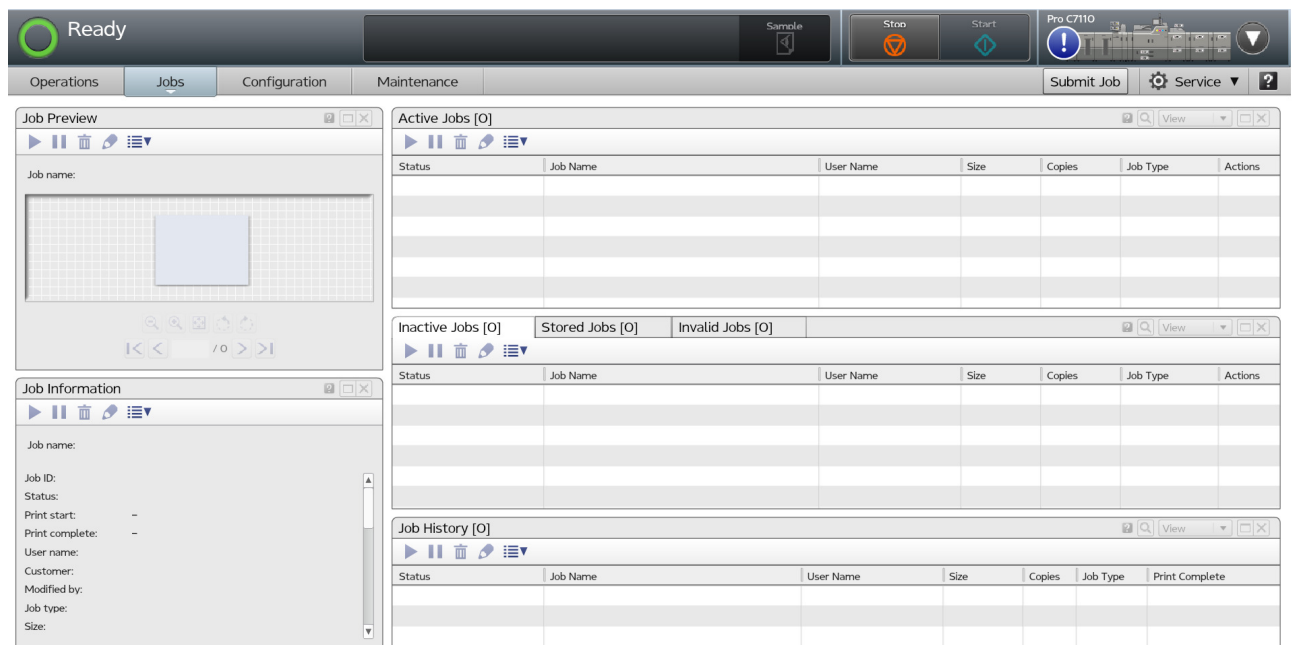 Ready
Sample
Stop
Start
Pro C7110
Operations
Jobs
Configuration
Maintenance
Submit Job
Service
?
Job Preview
Job name:
/ 0
Job Information
Job name:
Job ID:
Status:
Print start: –
Print complete: –
User name:
Customer:
Modified by:
Job type:
Size:
Active Jobs [0]
View
Status Job Name User Name Size Copies Job Type Actions
Inactive Jobs [0] Stored Jobs [0] Invalid Jobs [0]
View
Status Job Name User Name Size Copies Job Type Actions
Job History [0]
View
Status Job Name User Name Size Copies Job Type Print Complete